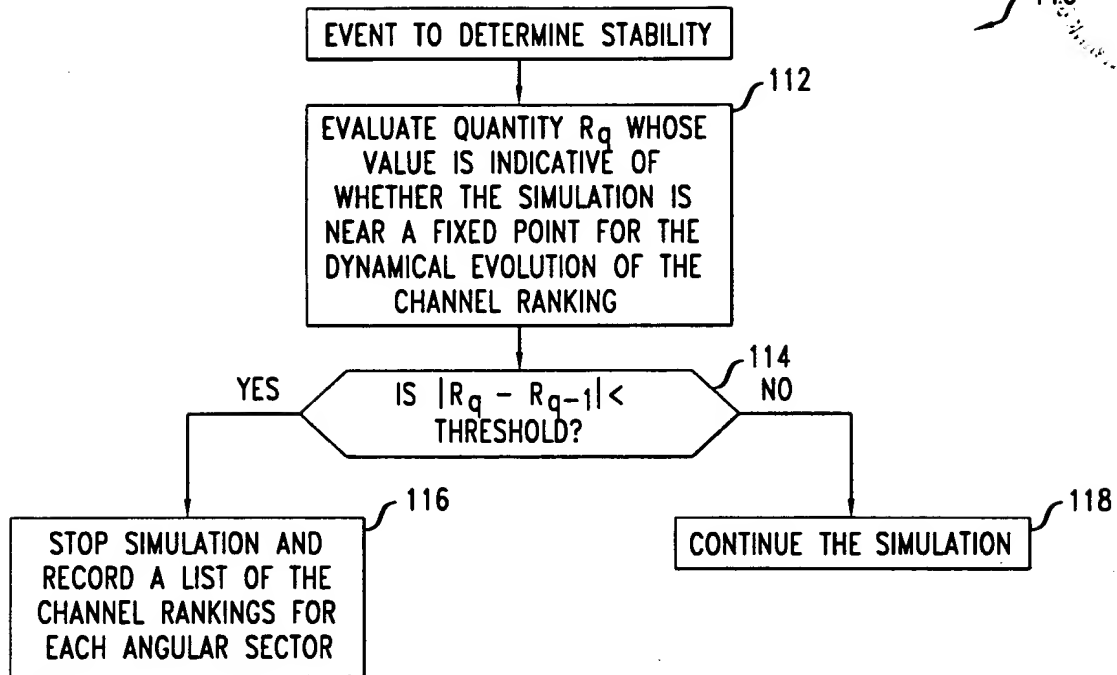 EVENT TO DETERMINE STABILITY
112
EVALUATE QUANTITY Rq WHOSE
VALUE IS INDICATIVE OF
WHETHER THE SIMULATION IS
NEAR A FIXED POINT FOR THE
DYNAMICAL EVOLUTION OF THE
CHANNEL RANKING
114
YES
IS |Rq - Rq-1| <
THRESHOLD?
NO
116
STOP SIMULATION AND
RECORD A LIST OF THE
CHANNEL RANKINGS FOR
EACH ANGULAR SECTOR
118
CONTINUE THE SIMULATION